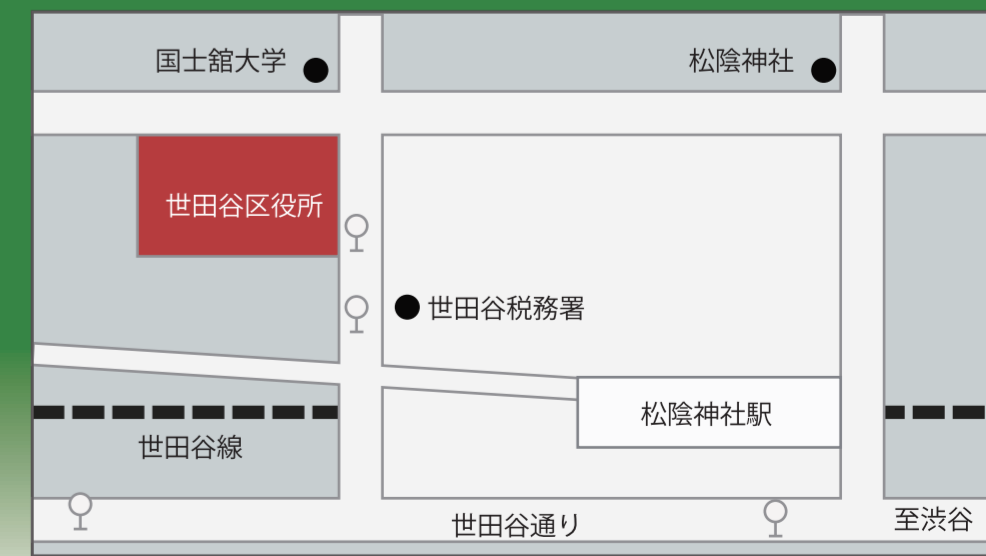 国士舘大学
松陰神社
世田谷区役所
世田谷税務署
松陰神社駅
世田谷線
世田谷通り
至渋谷